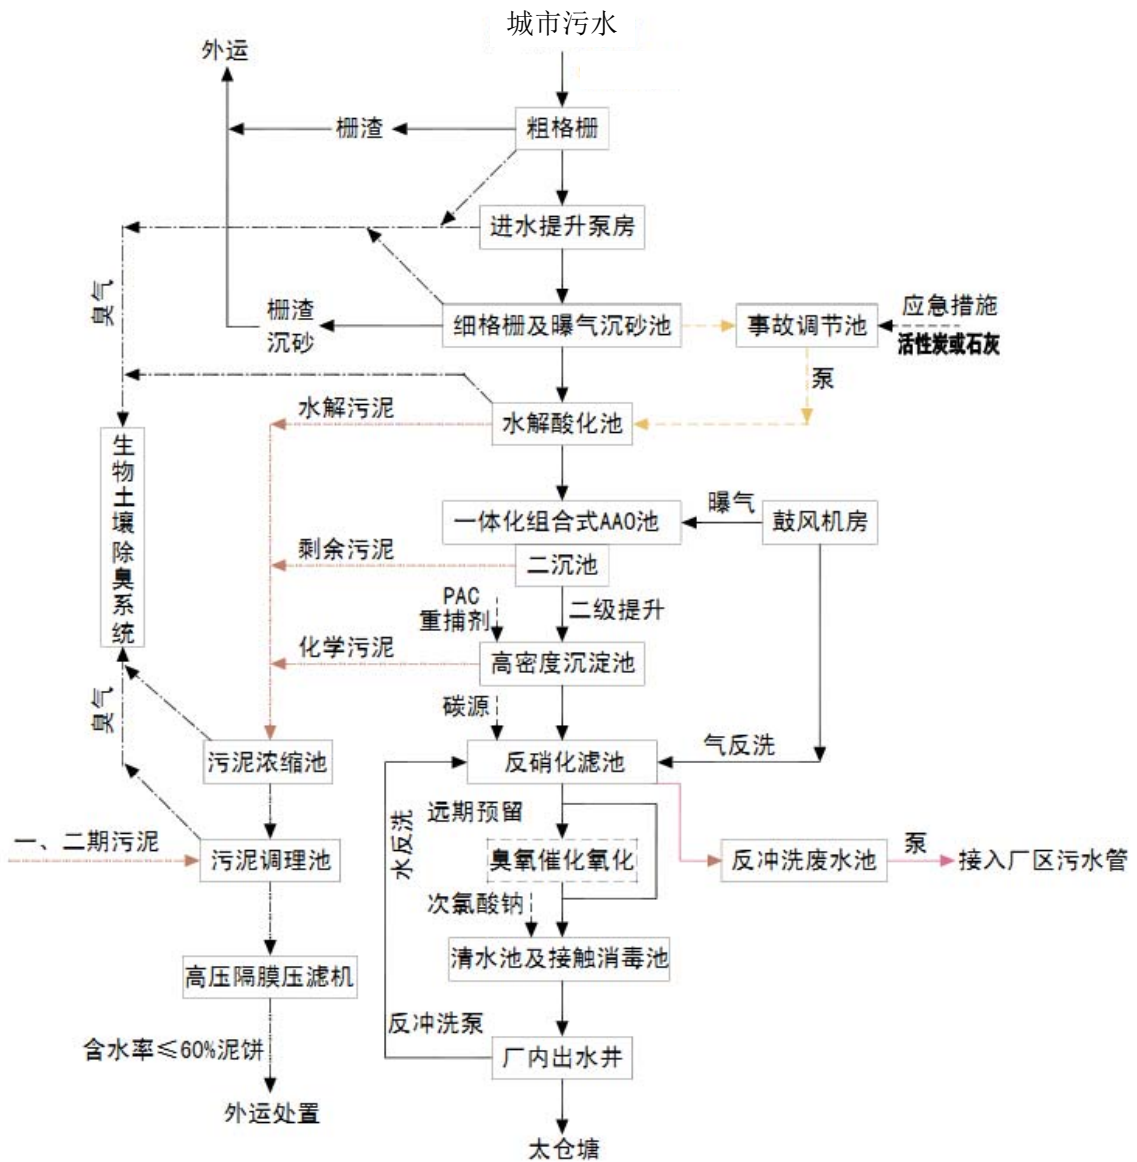 城市污水
外运
栅渣
粗格栅
进水提升泵房
臭气
栅渣
沉砂
细格栅及曝气沉砂池
事故调节池
应急措施
活性炭或石灰
泵
水解污泥
水解酸化池
生物土壤除臭系统
一体化组合式AAO池
曝气
鼓风机房
剩余污泥
二沉池
PAC
重捕剂
二级提升
化学污泥
高密度沉淀池
臭气
碳源
污泥浓缩池
反硝化滤池
气反洗
水反洗
远期预留
一、二期污泥
污泥调理池
臭氧催化氧化
反冲洗废水池
泵
接入厂区污水管
次氯酸钠
清水池及接触消毒池
高压隔膜压滤机
反冲洗泵
含水率≤60%泥饼
厂内出水井
外运处置
太仓塘